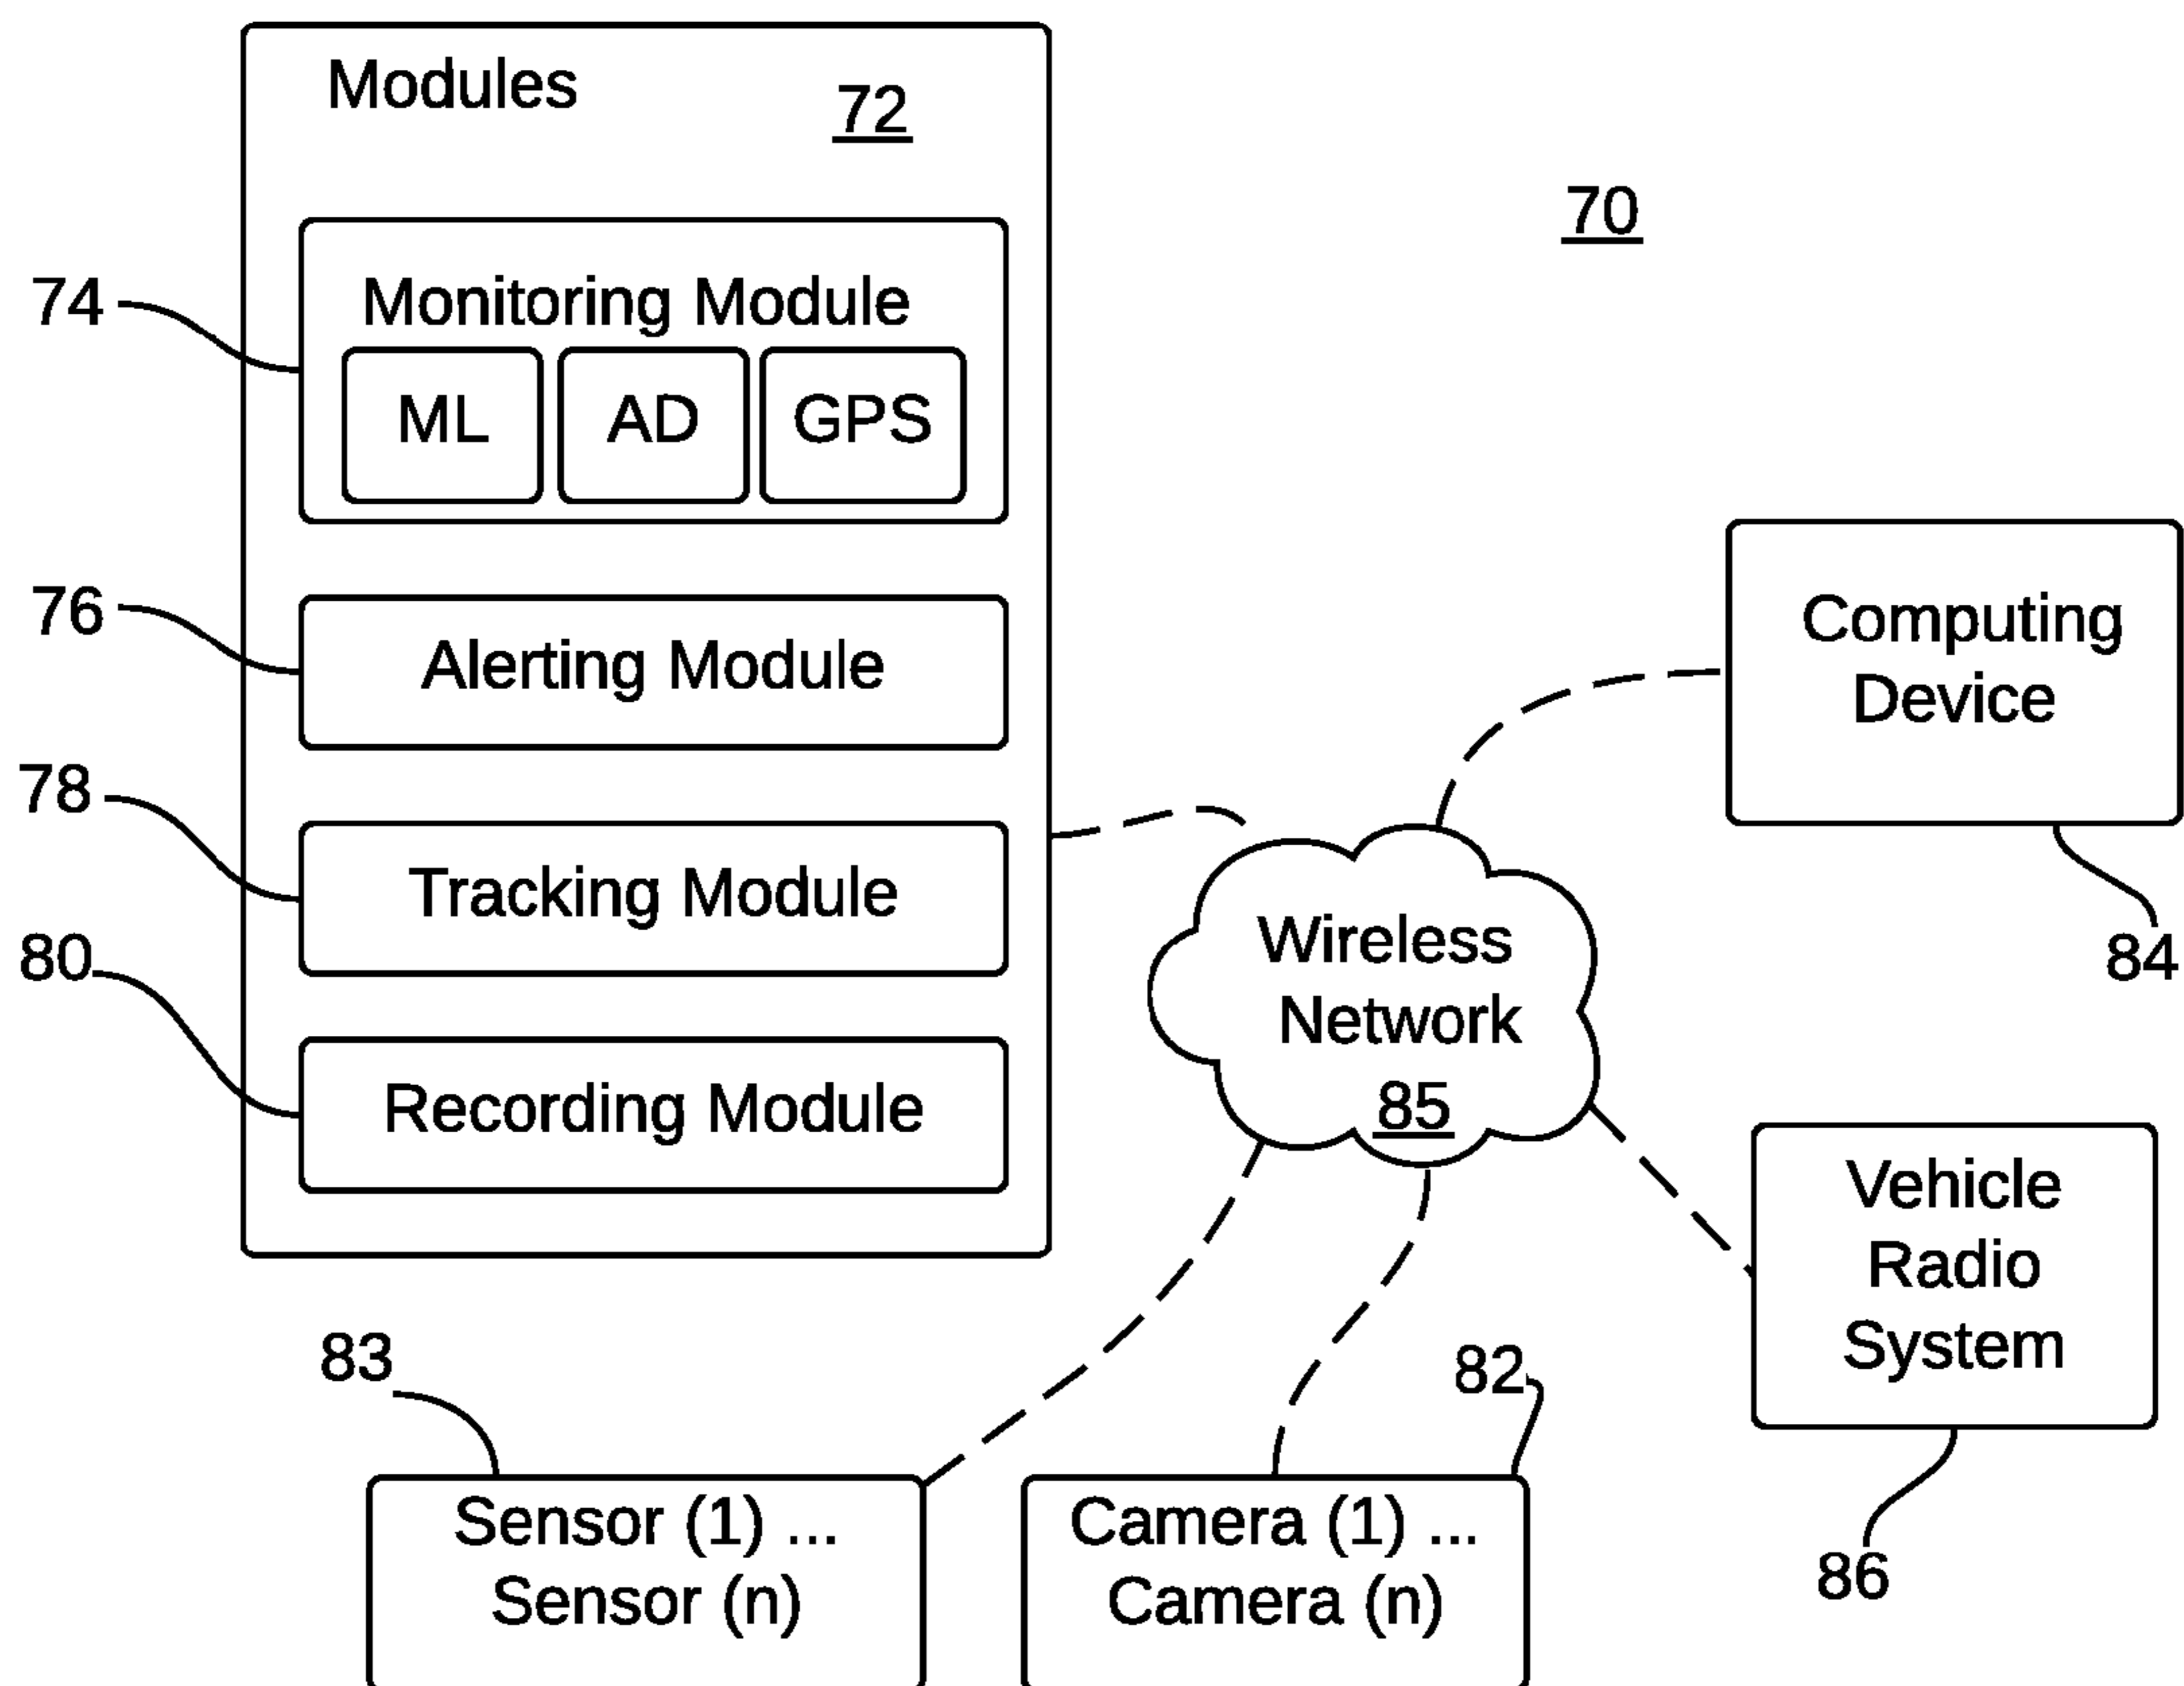 Modules
72
70
74
Monitoring Module
ML
AD
GPS
76
Alerting Module
Computing
Device
78
Tracking Module
80
84
Wireless
Network
85
Recording Module
Vehicle
Radio
System
83
82
86
Sensor (1) ...
Sensor (n)
Camera (1) ...
Camera (n)